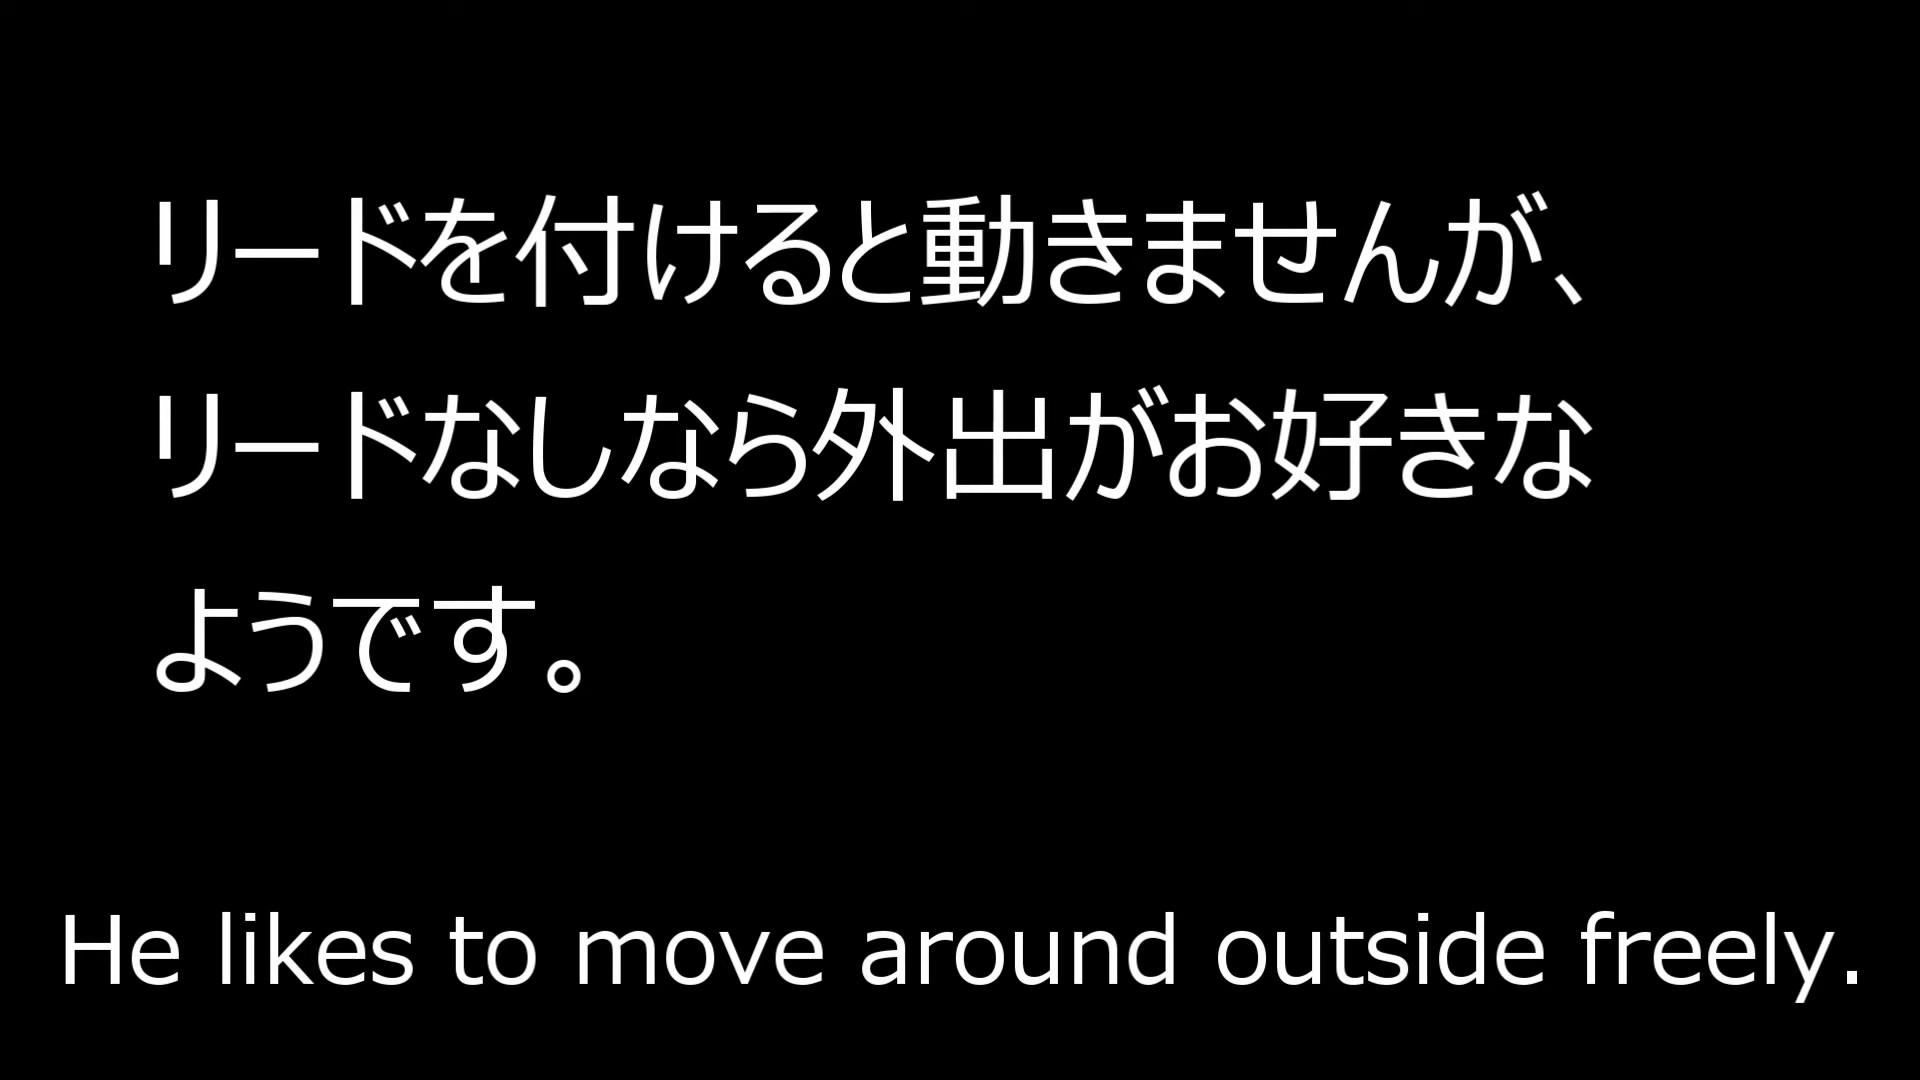 リードを付けると動きませんが、
リードなしなら外出がお好きな
ようです。
He likes to move around outside freely.